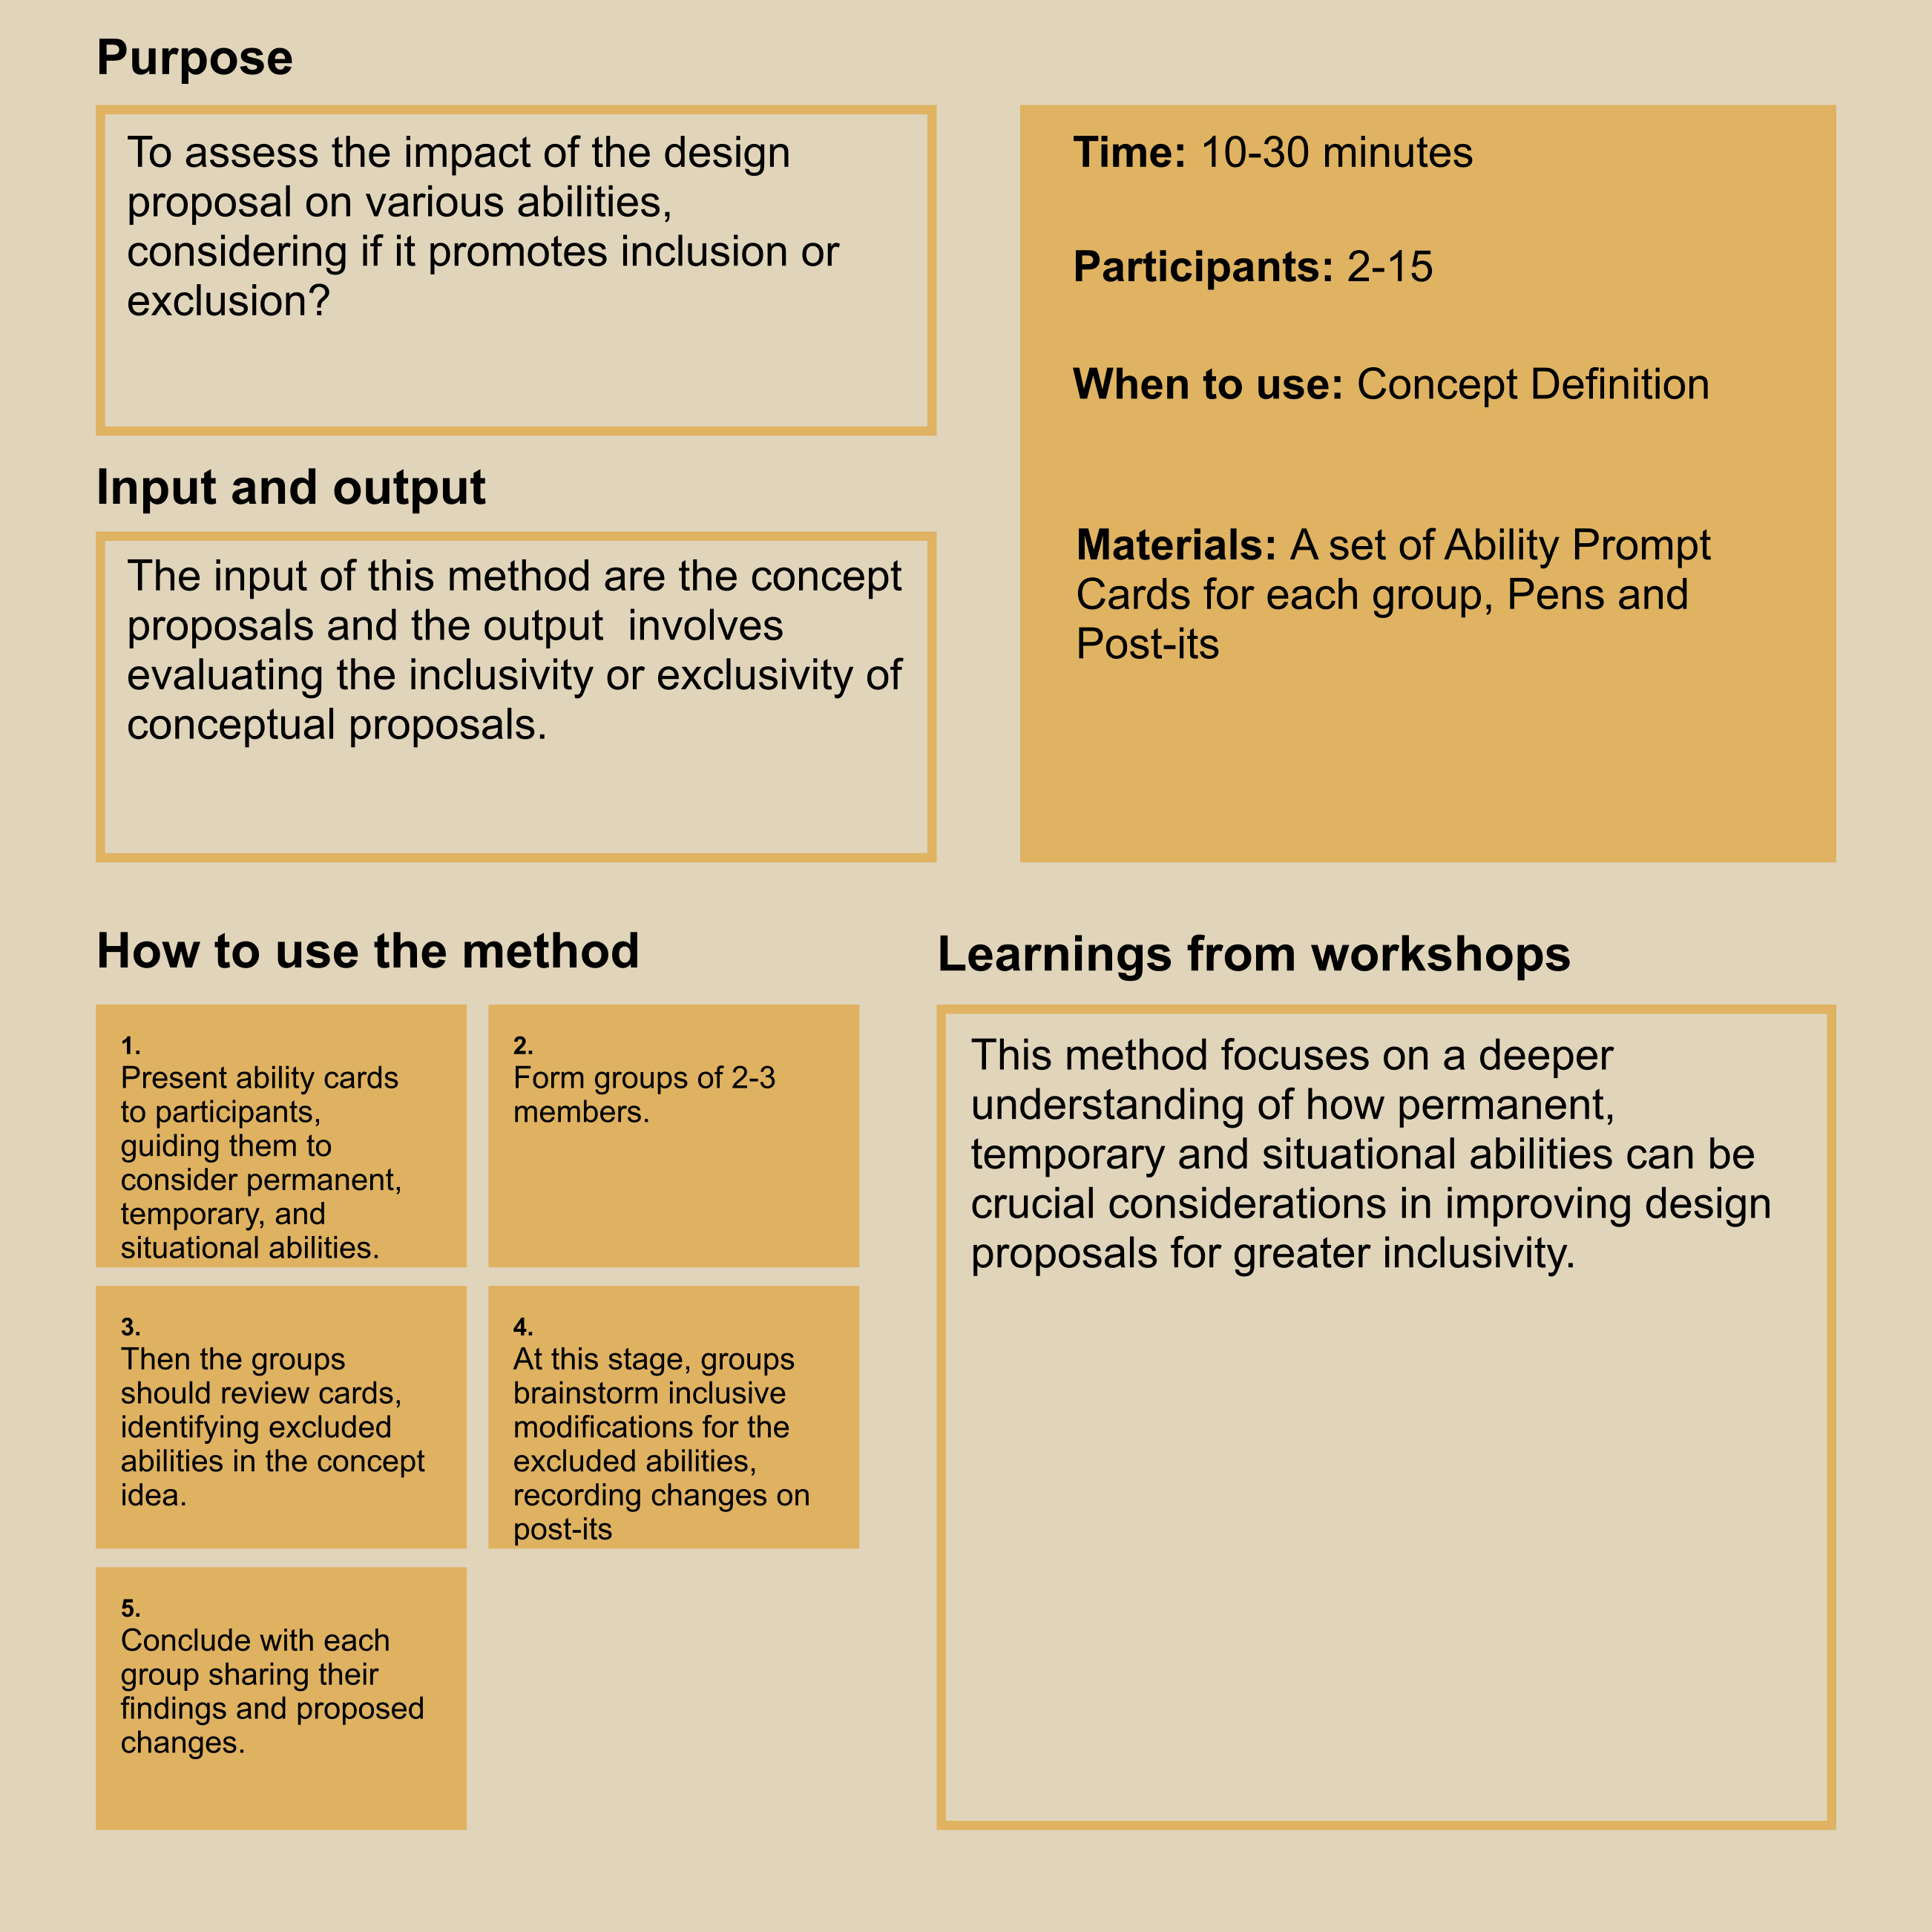 Purpose
To assess the impact of the design
proposal on various abilities,
considering if it promotes inclusion or
exclusion?
Time: 10-30 minutes
Participants: 2-15
When to use: Concept Definition
Materials: A set of Ability Prompt
Cards for each group, Pens and
Post-its
Input and output
The input of this method are the concept
proposals and the output  involves
evaluating the inclusivity or exclusivity of
conceptual proposals.
How to use the method
1.
Present ability cards
to participants,
guiding them to
consider permanent,
temporary, and
situational abilities.
2.
Form groups of 2-3
members.
3.
Then the groups
should review cards,
identifying excluded
abilities in the concept
idea.
4.
At this stage, groups
brainstorm inclusive
modifications for the
excluded abilities,
recording changes on
post-its
5.
Conclude with each
group sharing their
findings and proposed
changes.
Learnings from workshops
This method focuses on a deeper
understanding of how permanent,
temporary and situational abilities can be
crucial considerations in improving design
proposals for greater inclusivity.